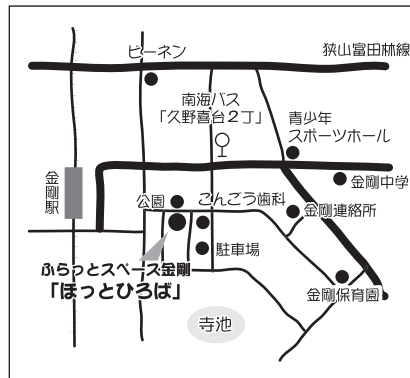 ピーネン
狭山富田林線
南海バス
「久野喜台2丁」
青少年
スポーツホール
金剛駅
金剛中学
公園
こんごう歯科
金剛連絡所
駐車場
ふらっとスペース金剛
「ほっとひろば」
金剛保育園
寺池